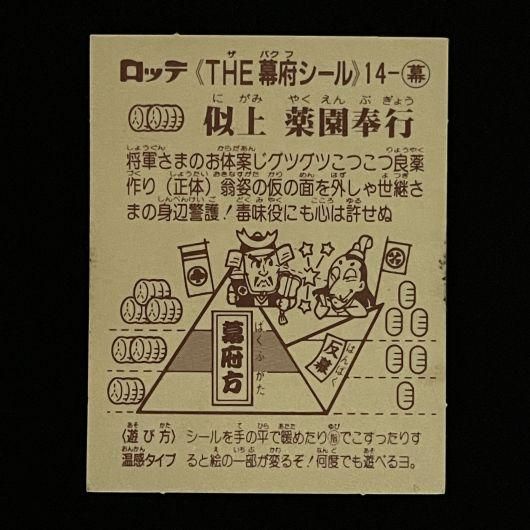 ロッテ《THE幕府シール》14-幕
似上 薬園奉行
将軍さまのお体案じグツグツこつこつ良薬
作り(正体)翁姿の仮の面を外しゃ世継さ
まの身辺警護!毒味役にも心は許せぬ
幕府方
反幕
〈遊び方〉シールを手の平で暖めたり指でこすったりす
温感タイプ ると絵の一部が変るぞ!何度でも遊べるヨ。